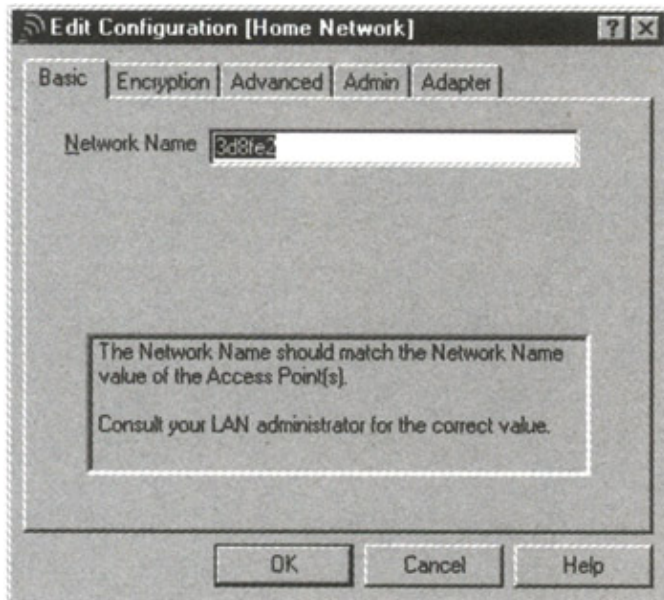 Edit Configuration [Home Network]
Basic Encryption Advanced Admin Adapter
Network Name 3d8fe2
The Network Name should match the Network Name
value of the Access Point(s).
Consult your LAN administrator for the correct value.
OK Cancel Help